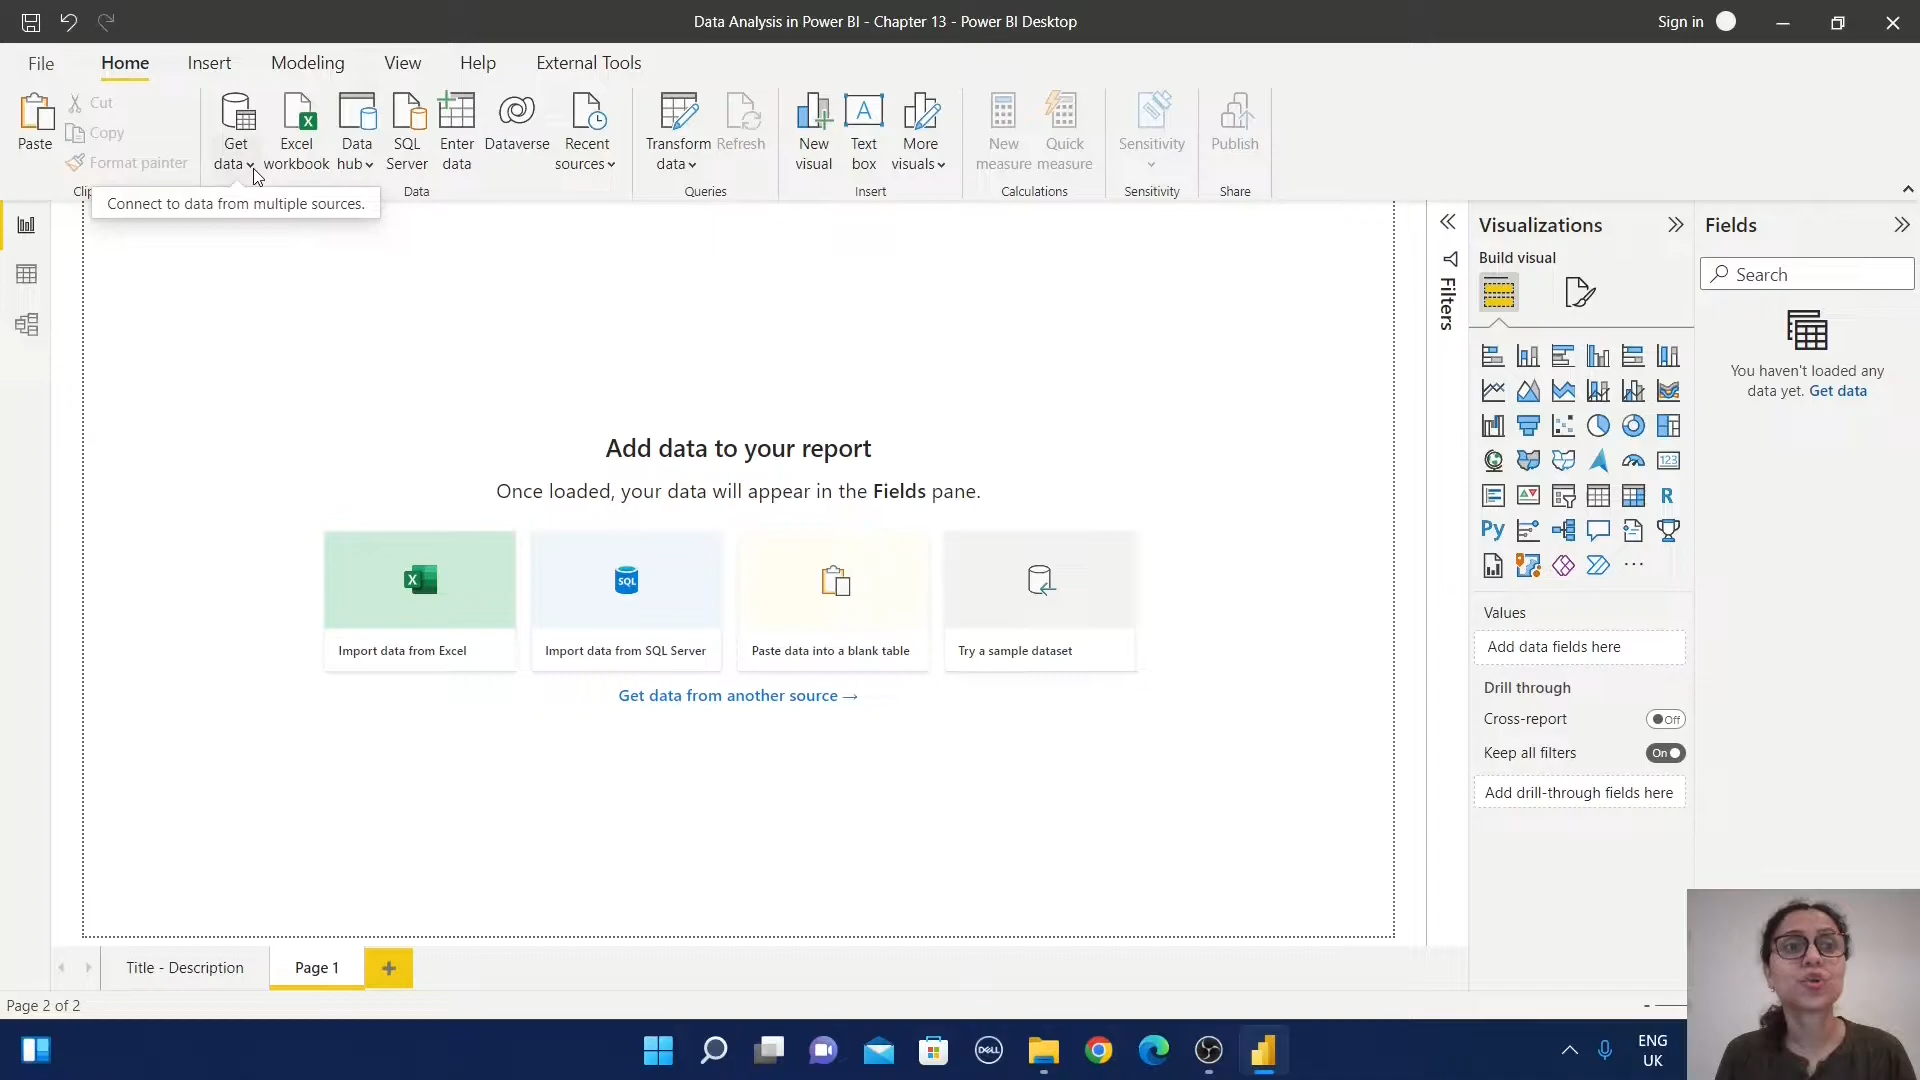 Data Analysis in Power BI - Chapter 13 - Power BI Desktop
Sign in
File
Home
Insert
Modeling
View
Help
External Tools
Paste
Cut
Copy
Format painter
Get
data
Excel
workbook
Data
hub
SQL
Server
Enter
data
Dataverse
Recent
sources
Transform
data
Refresh
New
visual
Text
box
More
visuals
New
measure
Quick
measure
Sensitivity
Publish
Clip
Data
Queries
Insert
Calculations
Sensitivity
Share
Connect to data from multiple sources.
Filters
Visualizations
Build visual
Fields
Search
You haven't loaded any
data yet. Get data
Add data to your report
Once loaded, your data will appear in the Fields pane.
SQL
Import data from Excel
Import data from SQL Server
Paste data into a blank table
Try a sample dataset
Get data from another source →
123
R
Py
Values
Add data fields here
Drill through
Cross-report
Off
Keep all filters
On
Add drill-through fields here
Title - Description
Page 1
Page 2 of 2
DELL
ENG
UK